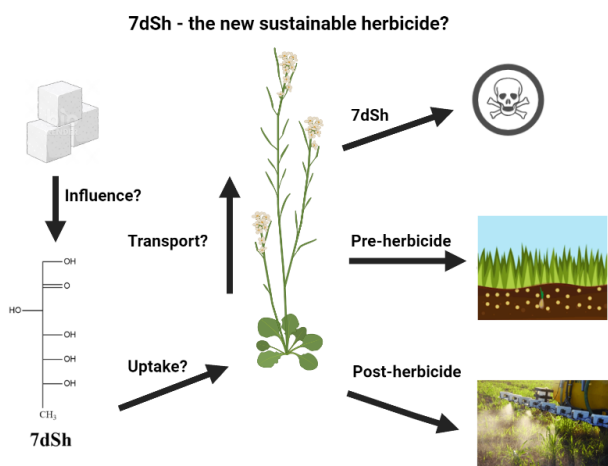 7dSh - the new sustainable herbicide?
7dSh
Influence?
OH
O
Transport?
Pre-herbicide
HO
OH
OH
Uptake?
OH
Post-herbicide
CH3
7dSh